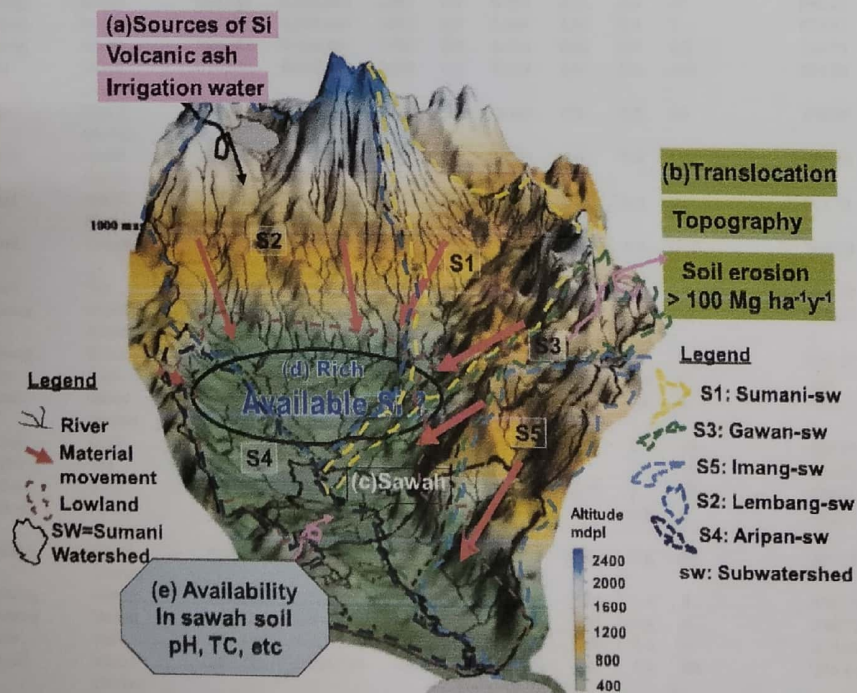 (a)Sources of Si
Volcanic ash
Irrigation water
(b)Translocation
Topography
Soil erosion
> 100 Mg ha⁻¹y⁻¹
S2
S1
S3
(d) Rich
Available Si ?
S5
S4
(c)Sawah
Legend
River
Material
movement
Lowland
SW=Sumani
Watershed
(e) Availability
In sawah soil
pH, TC, etc
Altitude
mdpl
2400
2000
1600
1200
800
400
Legend
S1: Sumani-sw
S3: Gawan-sw
S5: Imang-sw
S2: Lembang-sw
S4: Aripan-sw
sw: Subwatershed